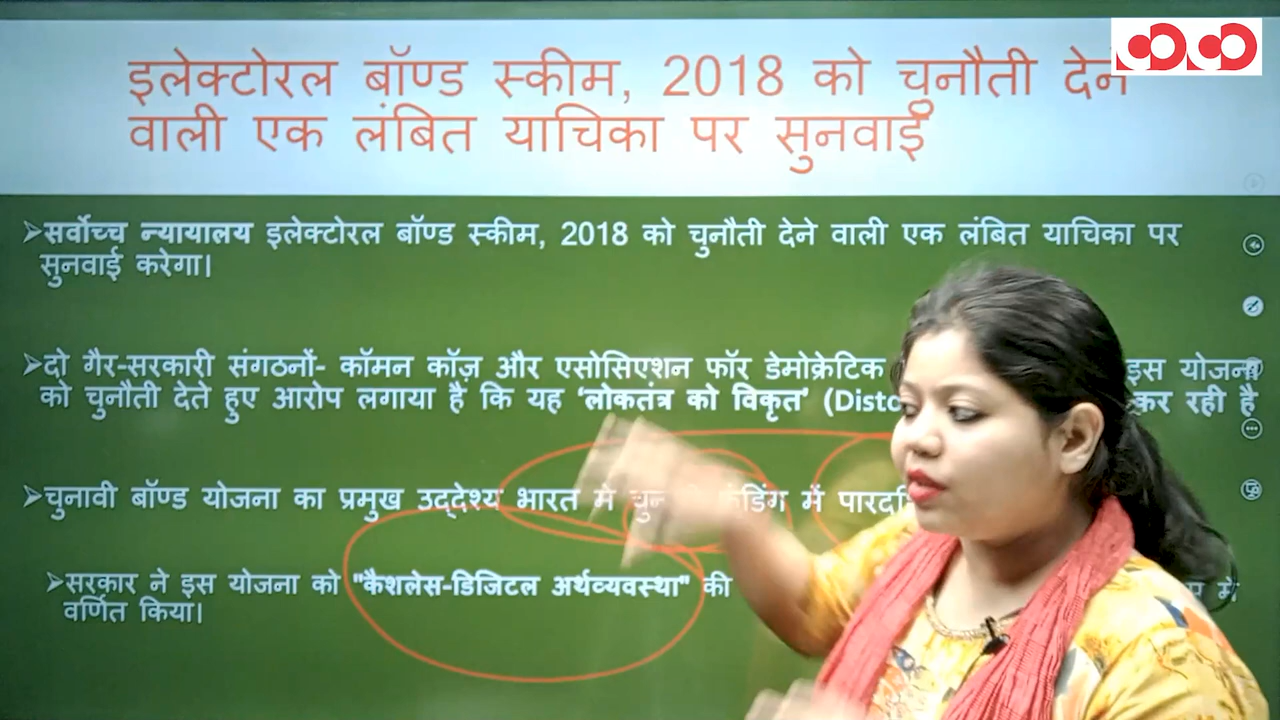 इलेक्टोरल बॉण्ड स्कीम, 2018 को चुनौती देने
वाली एक लंबित याचिका पर सुनवाई
➢सर्वोच्च न्यायालय इलेक्टोरल बॉण्ड स्कीम, 2018 को चुनौती देने वाली एक लंबित याचिका पर
सुनवाई करेगा।
➢दो गैर-सरकारी संगठनों- कॉमन कॉज़ और एसोसिएशन फॉर डेमोक्रेटिक इस योजना
को चुनौती देते हुए आरोप लगाया है कि यह ‘लोकतंत्र को विकृत’ कर रही है
➢चुनावी बॉण्ड योजना का प्रमुख उद्देश्य भारत में में
➢सरकार ने इस योजना को "कैशलेस-डिजिटल अर्थव्यवस्था" की में
वर्णित किया।